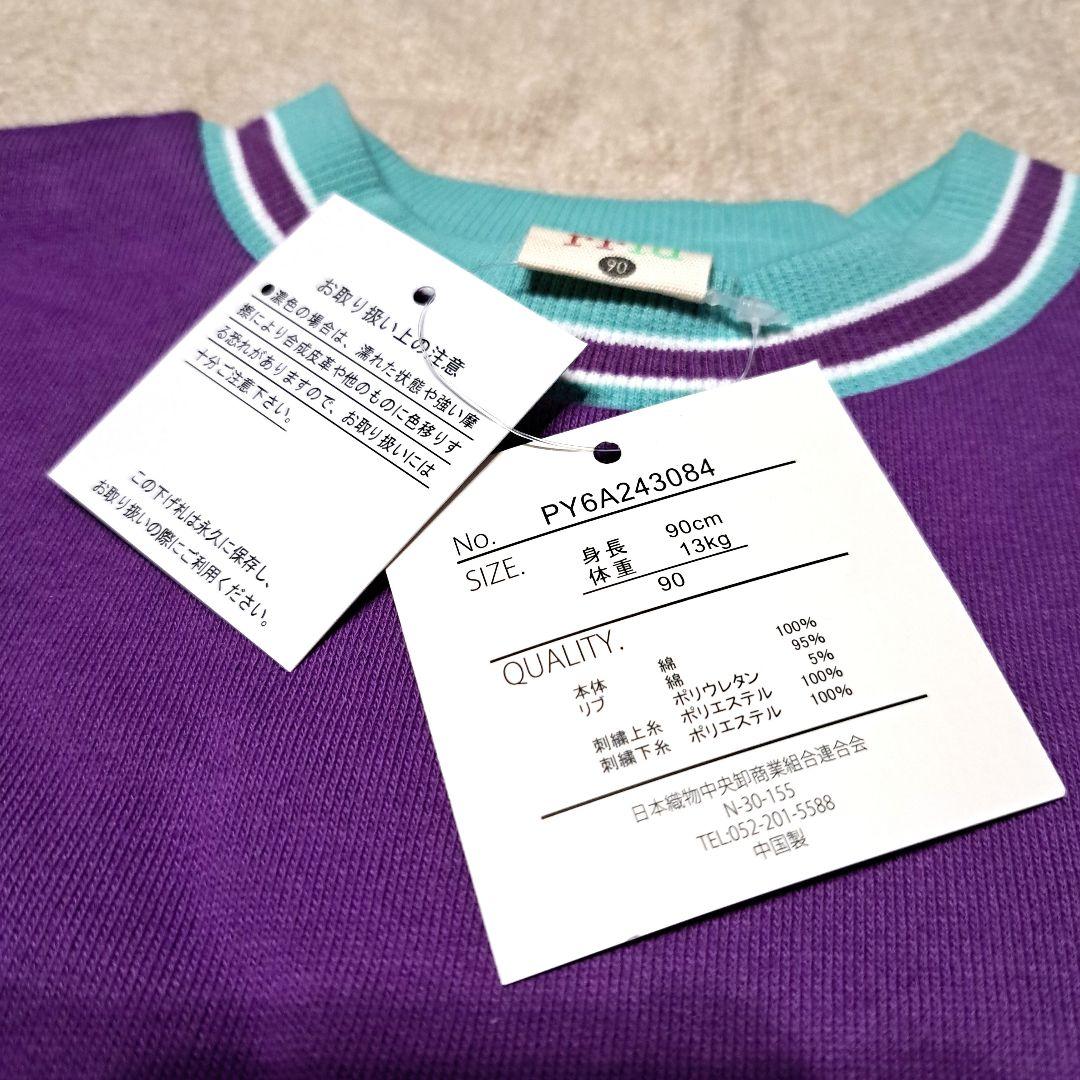 90
お取り扱い上の注意
●濃色の場合は、濡れた状態や強い摩
擦により合成皮革や他のものに色移りす
る恐れがありますので、お取り扱いには
十分ご注意下さい。
この下げ札は永久に保存し、
お取り扱いの際にご利用ください。
No. PY6A243084
SIZE. 身長 90cm
体重 13kg
90
QUALITY.
本体 綿 100%
リブ 綿 95%
ポリウレタン 5%
刺繍上糸 ポリエステル 100%
刺繍下糸 ポリエステル 100%
日本織物中央卸商業組合連合会
N-30-155
TEL:052-201-5588
中国製